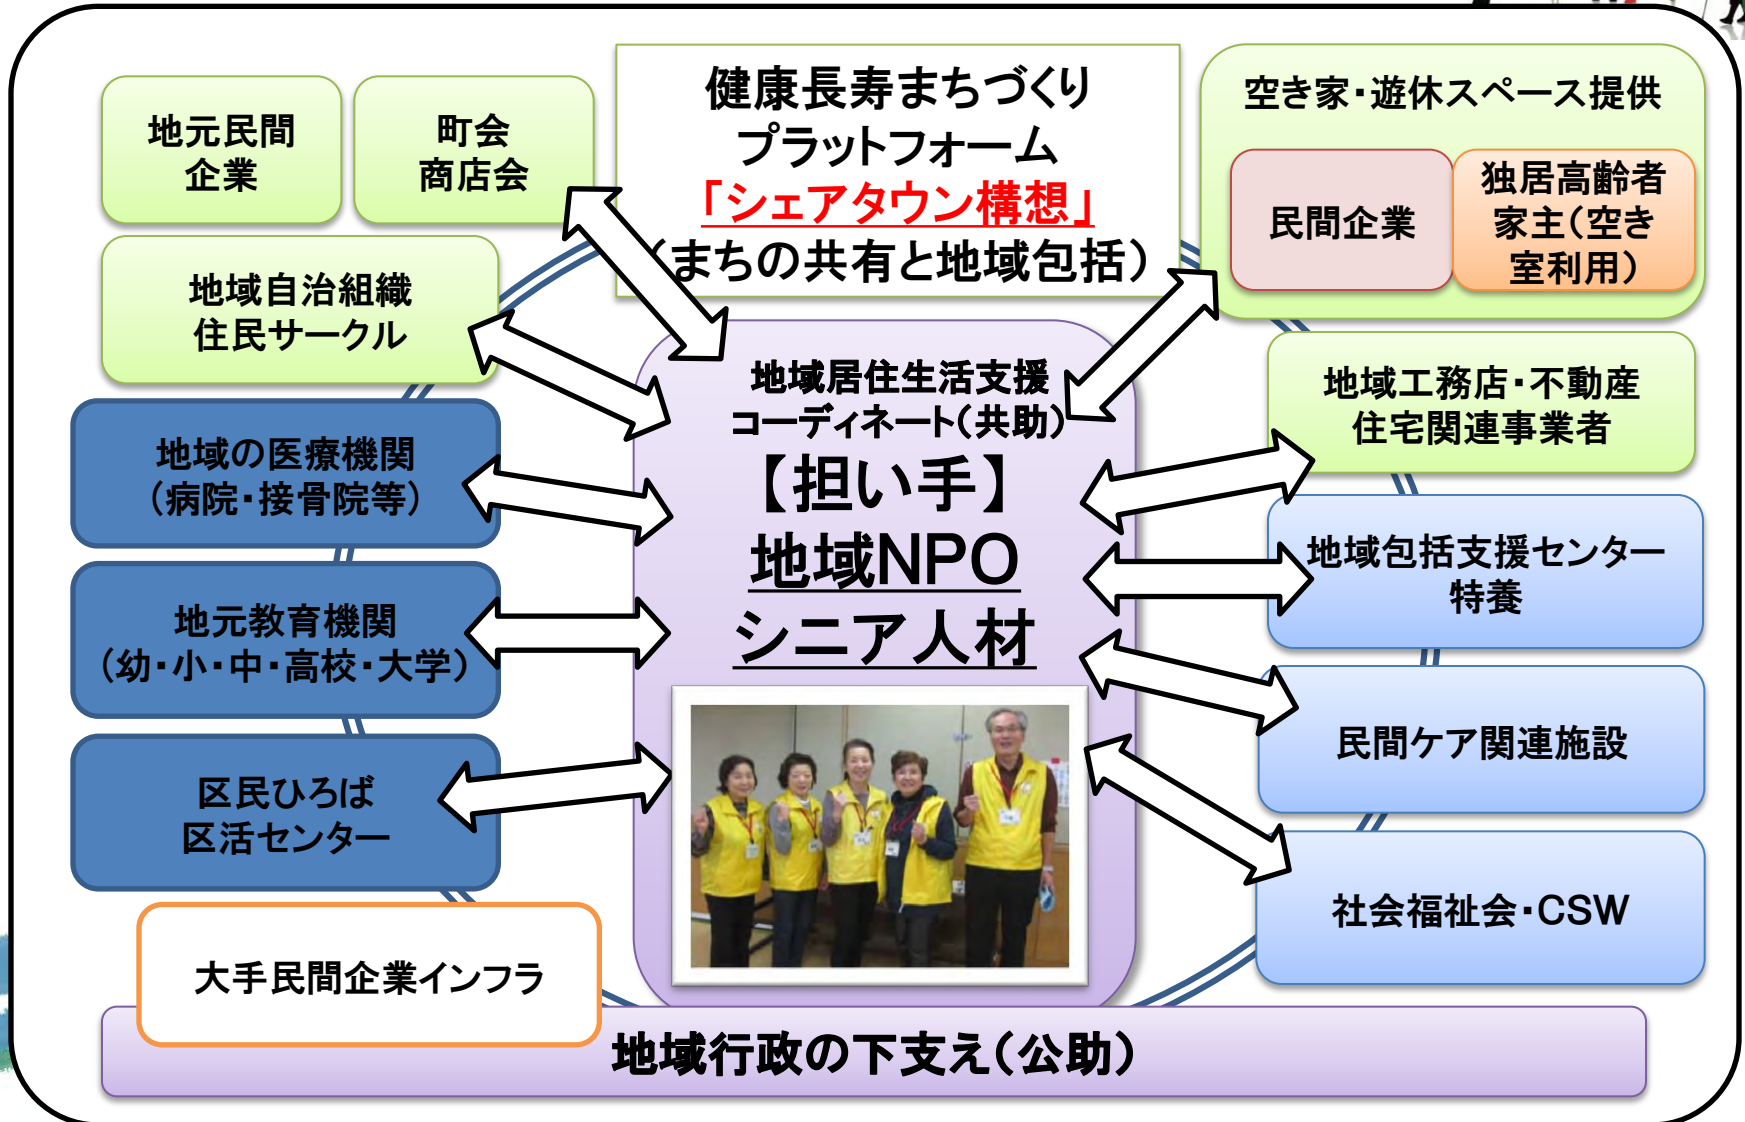 健康長寿まちづくり
プラットフォーム
「シェアタウン構想」
（まちの共有と地域包括）
地元民間
企業
町会
商店会
地域自治組織
住民サークル
地域の医療機関
（病院・接骨院等）
地元教育機関
（幼・小・中・高校・大学）
区民ひろば
区活センター
大手民間企業インフラ
地域居住生活支援
コーディネート（共助）
【担い手】
地域NPO
シニア人材
空き家・遊休スペース提供
民間企業
独居高齢者
家主（空き
室利用）
地域工務店・不動産
住宅関連事業者
地域包括支援センター
特養
民間ケア関連施設
社会福祉会・CSW
地域行政の下支え（公助）